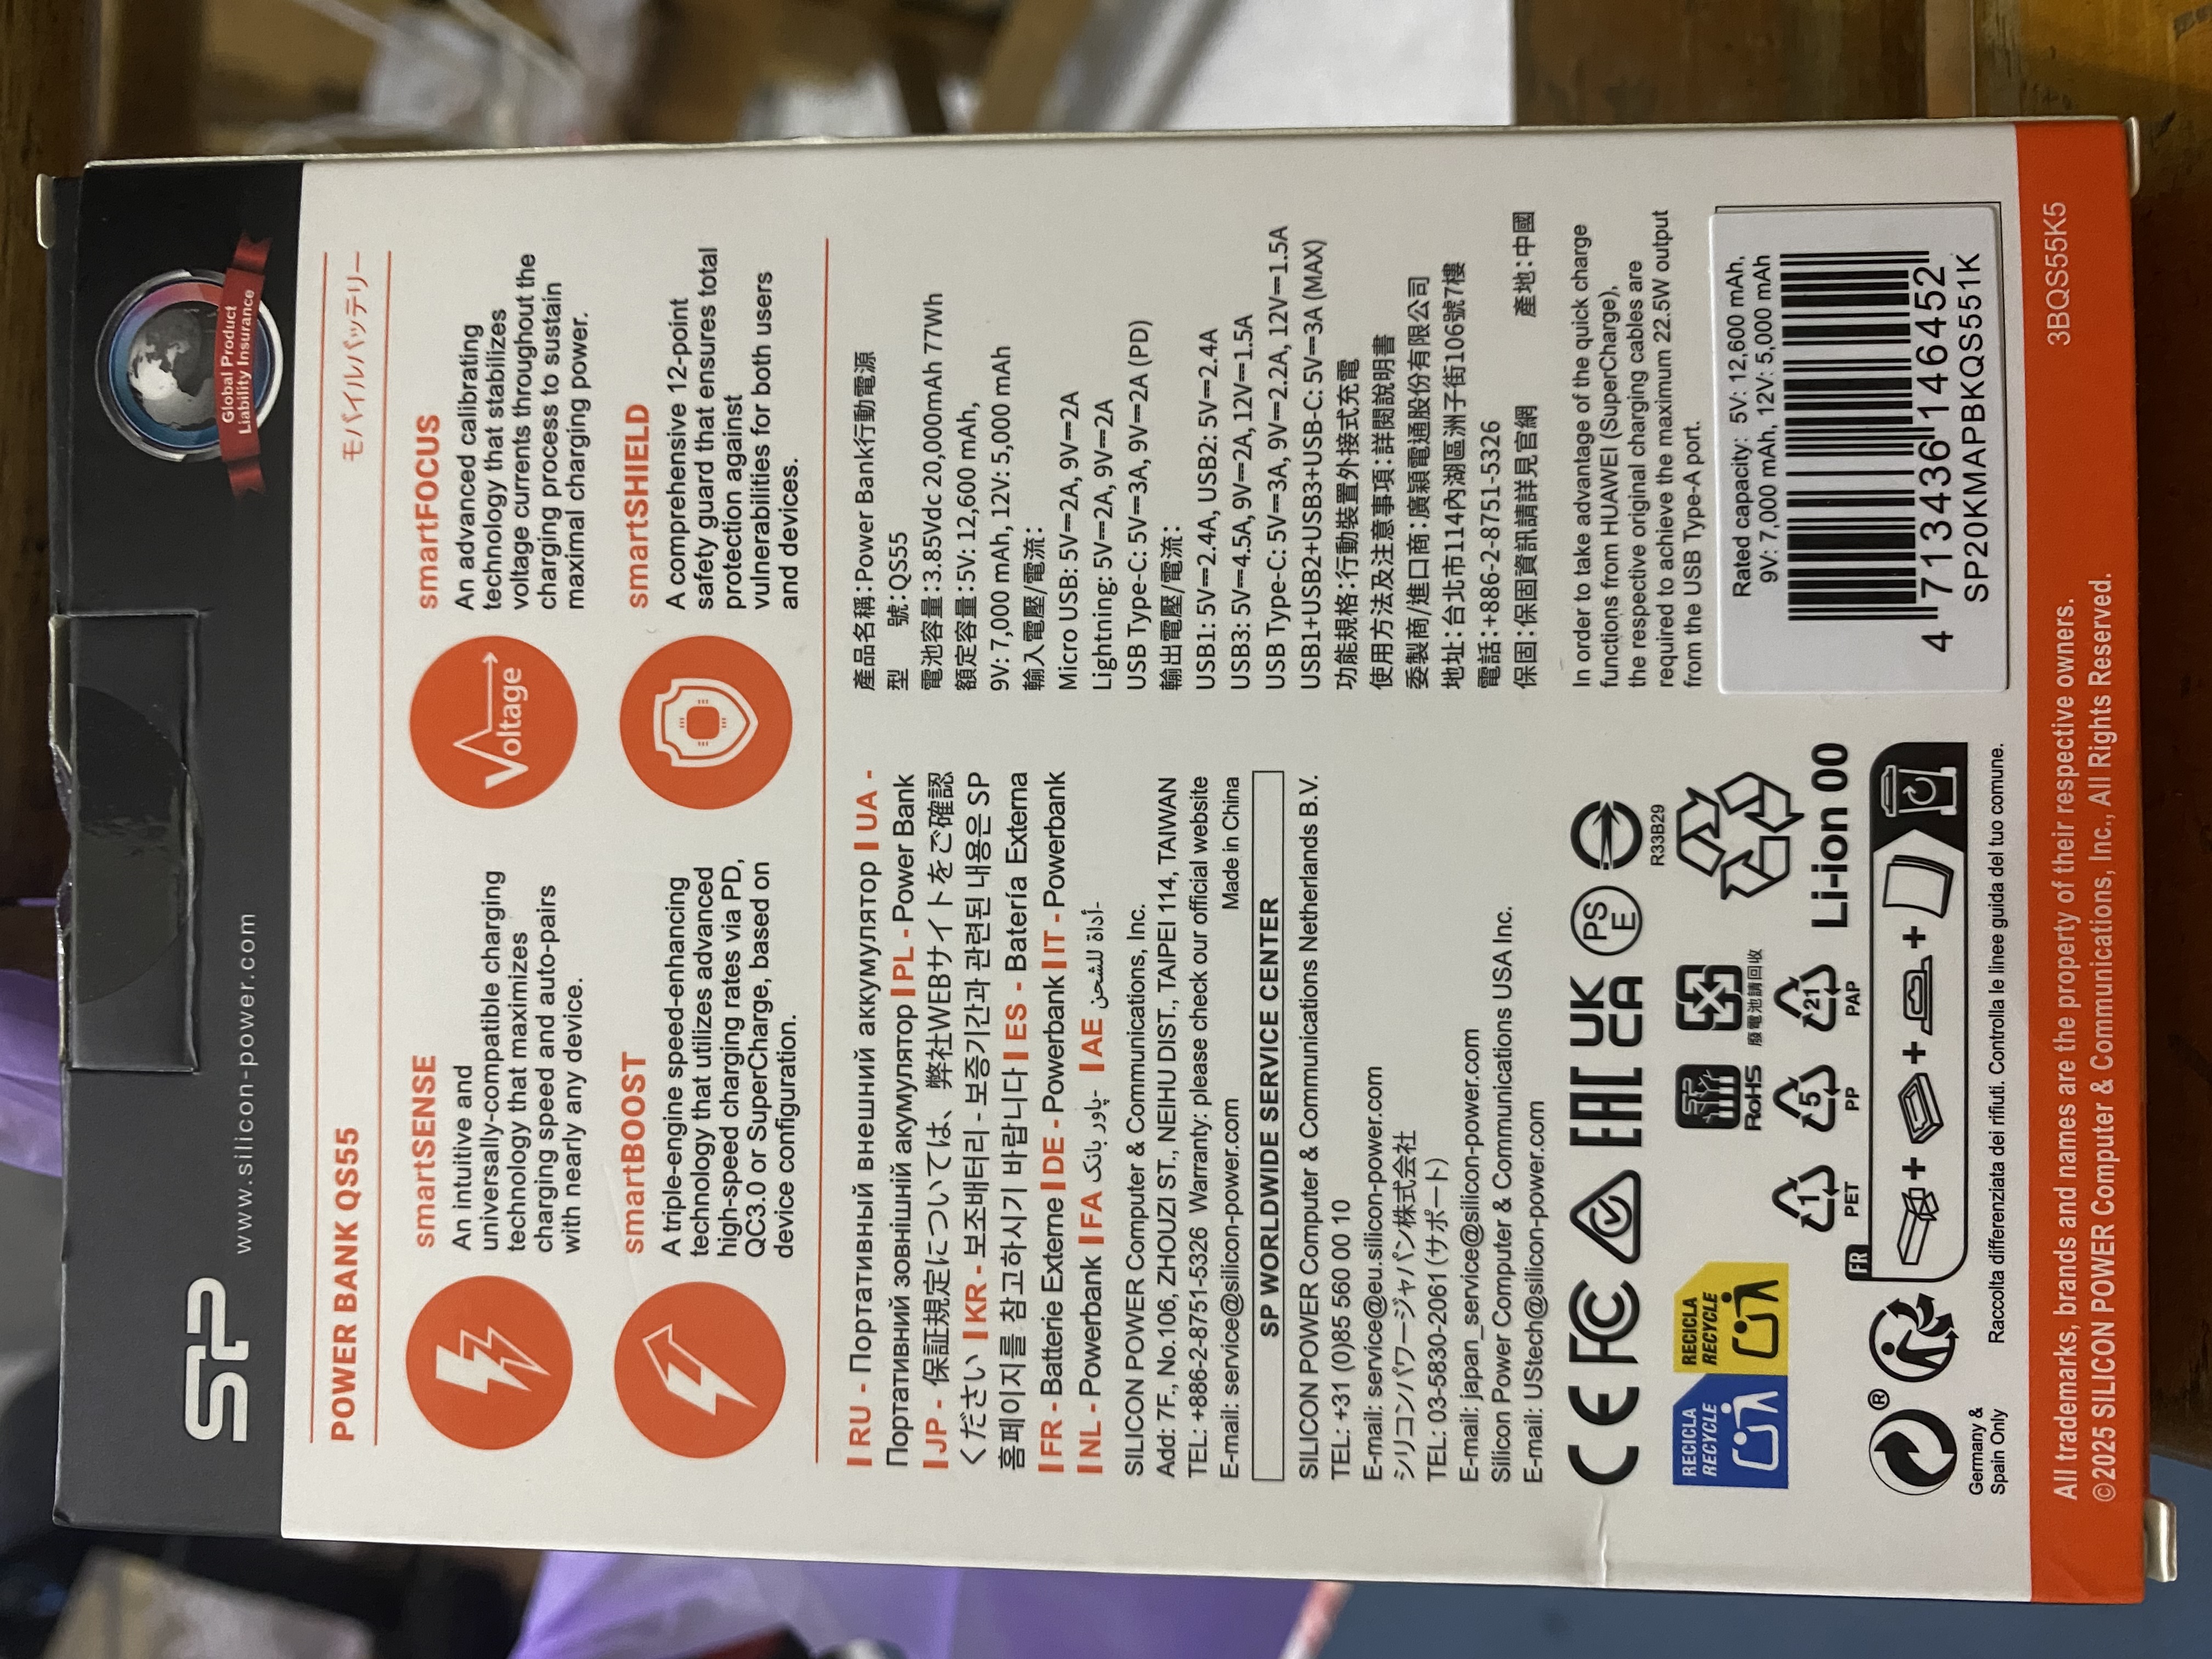 SP
www.silicon-power.com
Global Product
Liability Insurance
POWER BANK QS55
モバイルバッテリー
smartSENSE
An intuitive and
universally-compatible charging
technology that maximizes
charging speed and auto-pairs
with nearly any device.
Voltage
smartFOCUS
An advanced calibrating
technology that stabilizes
voltage currents throughout the
charging process to sustain
maximal charging power.
smartBOOST
A triple-engine speed-enhancing
technology that utilizes advanced
high-speed charging rates via PD,
QC3.0 or SuperCharge, based on
device configuration.
smartSHIELD
A comprehensive 12-point
safety guard that ensures total
protection against
vulnerabilities for both users
and devices.
RU - Портативный внешний аккумулятор UA -
Портативний зовнішній акумулятор PL - Power Bank
JP - 保証規定については、弊社WEBサイトをご確認
ください KR - 보조배터리 - 보증기간과 관련된 내용은 SP
홈페이지를 참고하시기 바랍니다 ES - Batería Externa
FR - Batterie Externe DE - Powerbank IT - Powerbank
NL - Powerbank FA پاور بانک- AE أداة للشحن-
SILICON POWER Computer & Communications, Inc.
Add: 7F., No.106, ZHOUZI ST., NEIHU DIST., TAIPEI 114, TAIWAN
TEL: +886-2-8751-5326 Warranty: please check our official website
E-mail: service@silicon-power.com Made in China
SP WORLDWIDE SERVICE CENTER
SILICON POWER Computer & Communications Netherlands B.V.
TEL: +31 (0)85 560 00 10
E-mail: service@eu.silicon-power.com
シリコンパワージャパン株式会社
TEL: 03-5830-2061 (サポート)
E-mail: japan_service@silicon-power.com
Silicon Power Computer & Communications USA Inc.
E-mail: UStech@silicon-power.com
CE FC EAC UK CA PS E
R33B29
RECICLA
RECYCLE
RECICLA
RECYCLE
SP
RoHS
廢電池請回收
1
PET
5
PP
21
PAP
Li-ion 00
®
Germany &
Spain Only
FR
Raccolta differenziata dei rifiuti. Controlla le linee guida del tuo comune.
產品名稱:Power Bank行動電源
型 號:QS55
電池容量:3.85Vdc 20,000mAh 77Wh
額定容量:5V: 12,600 mAh,
9V: 7,000 mAh, 12V: 5,000 mAh
輸入電壓/電流:
Micro USB: 5V⎓2A, 9V⎓2A
Lightning: 5V⎓2A, 9V⎓2A
USB Type-C: 5V⎓3A, 9V⎓2A (PD)
輸出電壓/電流:
USB1: 5V⎓2.4A, USB2: 5V⎓2.4A
USB3: 5V⎓4.5A, 9V⎓2A, 12V⎓1.5A
USB Type-C: 5V⎓3A, 9V⎓2.2A, 12V⎓1.5A
USB1+USB2+USB3+USB-C: 5V⎓3A (MAX)
功能規格:行動裝置外接式充電
使用方法及注意事項:詳閱說明書
委製商/進口商:廣穎電通股份有限公司
地址:台北市114內湖區洲子街106號7樓
電話:+886-2-8751-5326
保固:保固資訊請詳見官網 產地:中國
In order to take advantage of the quick charge
functions from HUAWEI (SuperCharge),
the respective original charging cables are
required to achieve the maximum 22.5W output
from the USB Type-A port.
Rated capacity: 5V: 12,600 mAh,
9V: 7,000 mAh, 12V: 5,000 mAh
4 713436 146452
SP20KMAPBKQS551K
3BQS55K5
All trademarks, brands and names are the property of their respective owners.
©2025 SILICON POWER Computer & Communications, Inc., All Rights Reserved.